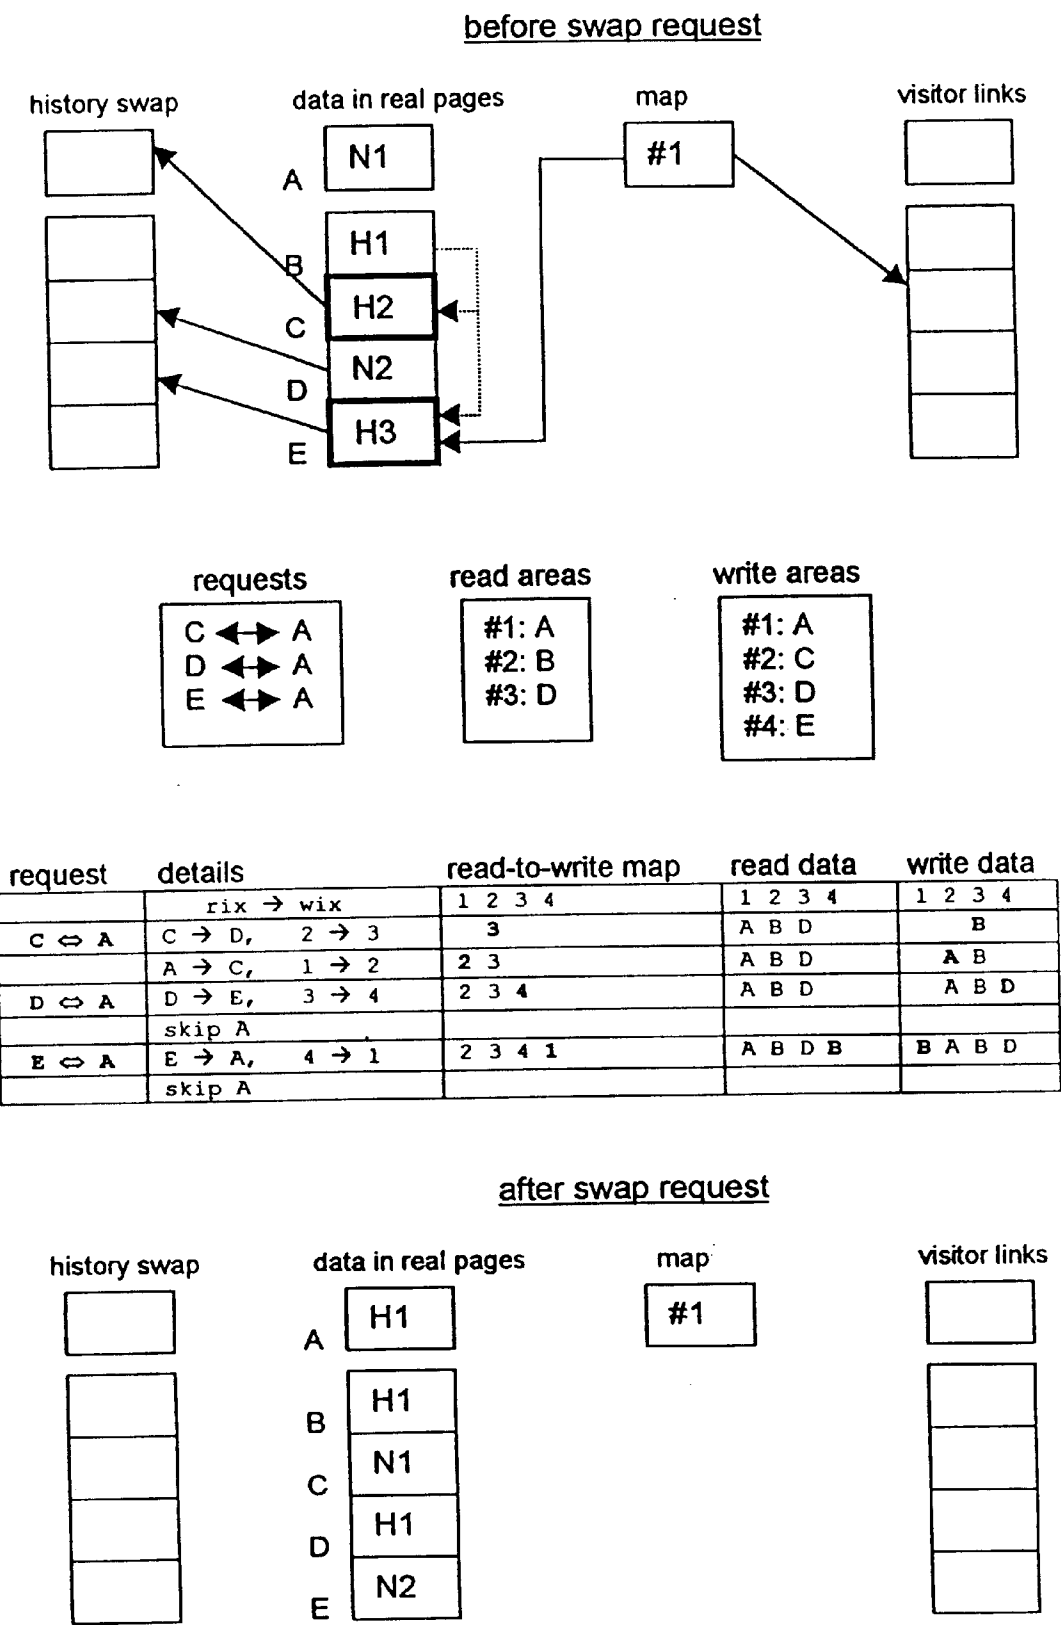 before swap request
history swap data in real pages map visitor links
N1 #1
A
H1
B
H2
C
N2
D
H3
E
requests read areas write areas
C ↔ A #1: A #1: A
D ↔ A #2: B #2: C
E ↔ A #3: D #3: D
#4: E
request details read-to-write map read data write data
rix → wix 1 2 3 4 1 2 3 4 1 2 3 4
C ⇔ A C → D, 2 → 3 3 A B D B
A → C, 1 → 2 2 3 A B D A B
D ⇔ A D → E, 3 → 4 2 3 4 A B D A B D
skip A
E ⇔ A E → A, 4 → 1 2 3 4 1 A B D B B A B D
skip A
after swap request
history swap data in real pages map visitor links
H1 #1
A
H1
B
N1
C
H1
D
N2
E